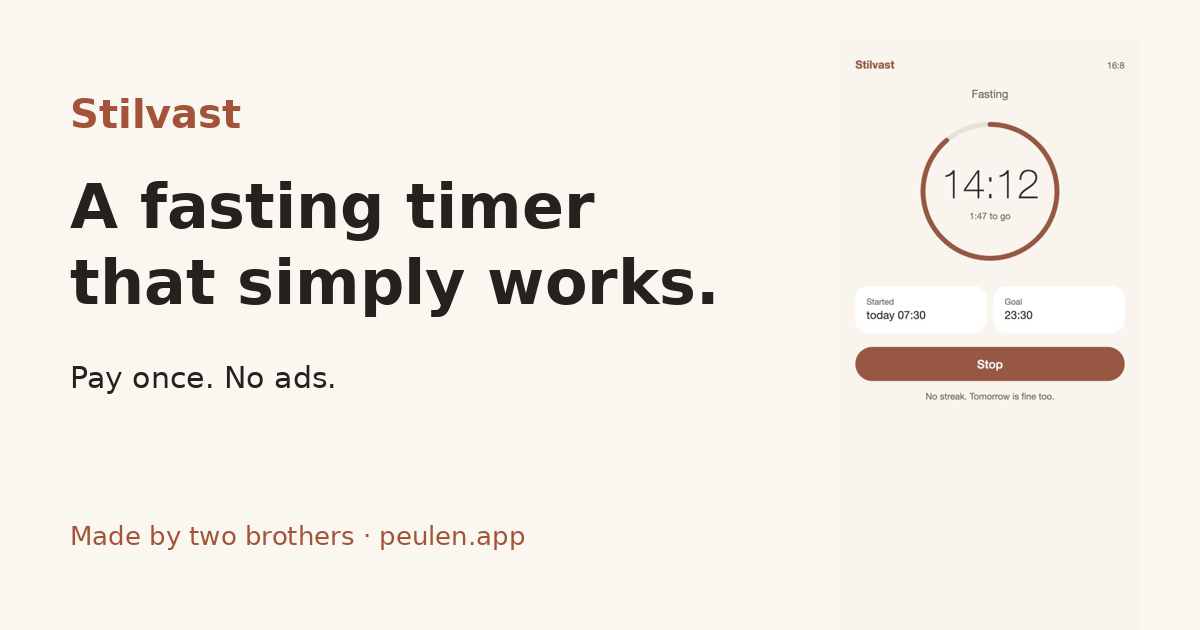 Stilvast
A fasting timer
that simply works.
Pay once. No ads.
Made by two brothers · peulen.app
Stilvast
16:8
Fasting
14:12
1:47 to go
Started
today 07:30
Goal
23:30
Stop
No streak. Tomorrow is fine too.